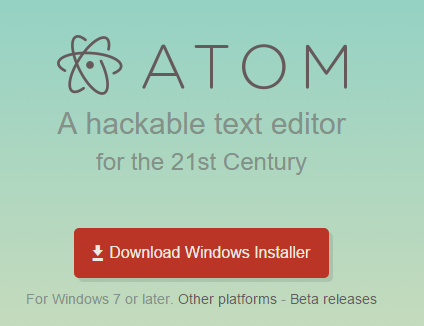 ATOM
A hackable text editor
for the 21st Century
Download Windows Installer
For Windows 7 or later. Other platforms - Beta releases